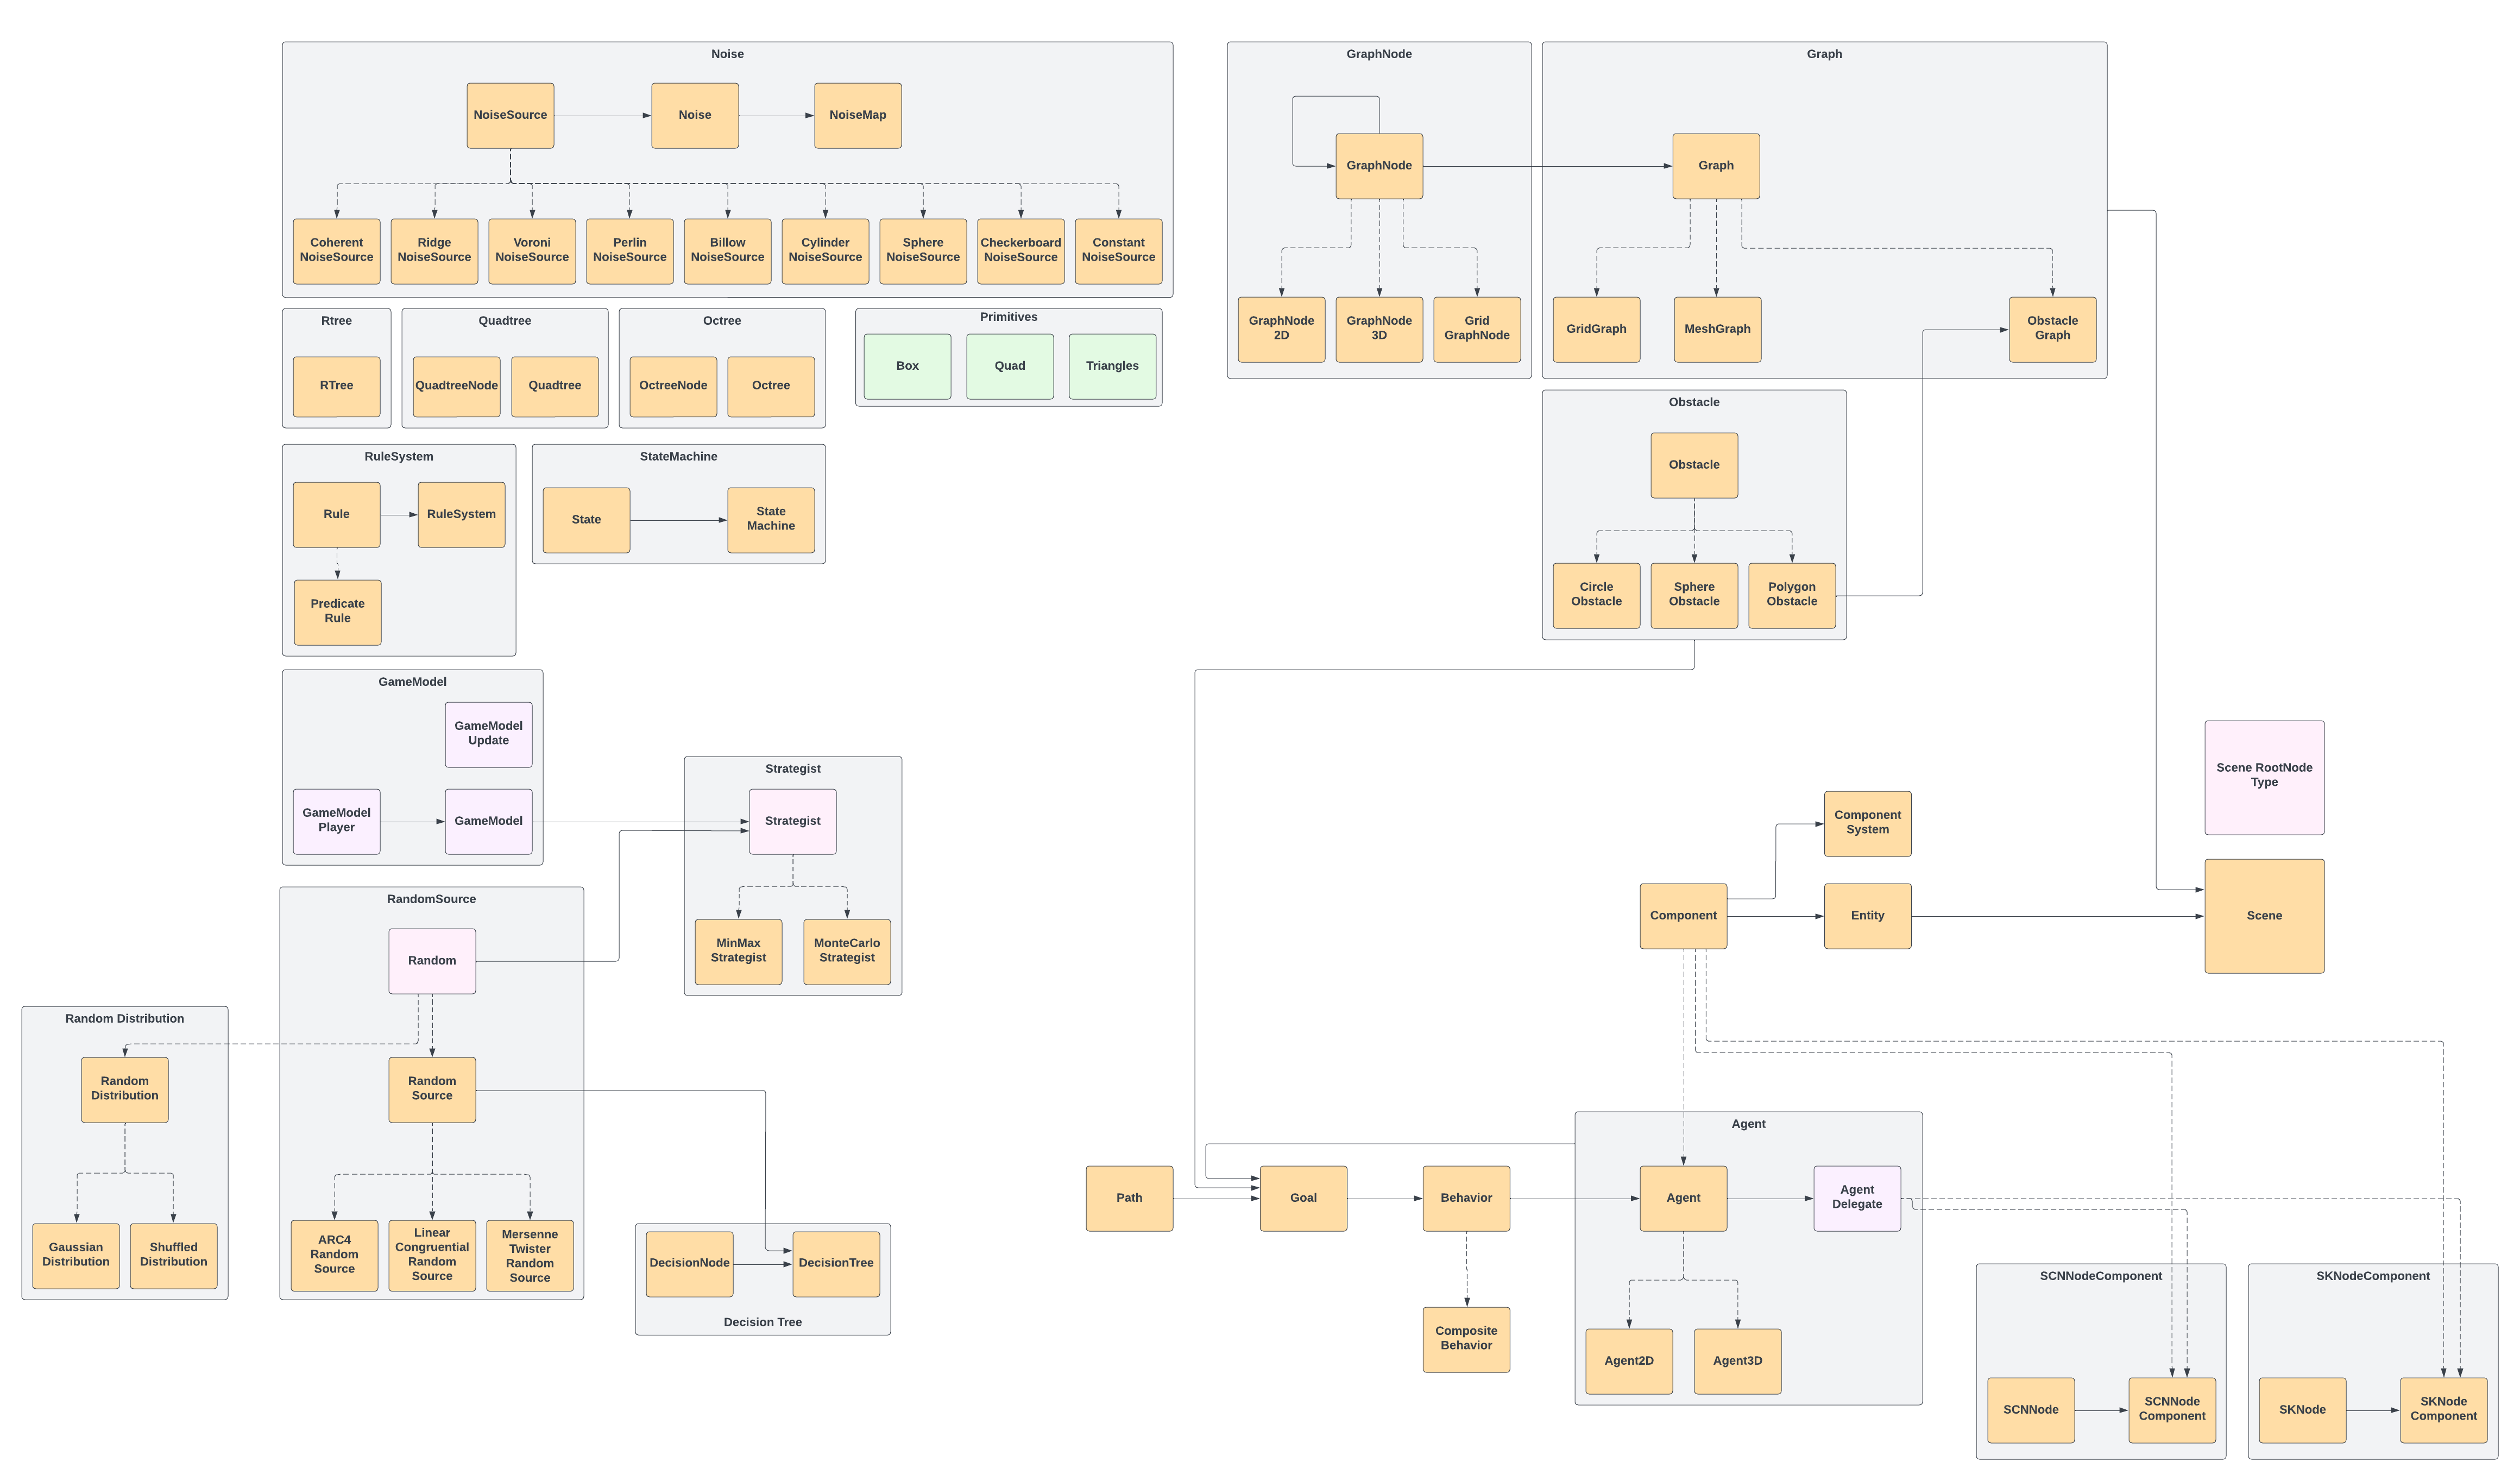 Noise
NoiseSource
Noise
NoiseMap
Coherent
NoiseSource
Ridge
NoiseSource
Voroni
NoiseSource
Perlin
NoiseSource
Billow
NoiseSource
Cylinder
NoiseSource
Sphere
NoiseSource
Checkerboard
NoiseSource
Constant
NoiseSource
GraphNode
GraphNode
GraphNode
2D
GraphNode
3D
Grid
GraphNode
Graph
Graph
GridGraph
MeshGraph
Obstacle
Graph
Rtree
RTree
Quadtree
QuadtreeNode
Quadtree
Octree
OctreeNode
Octree
Primitives
Box
Quad
Triangles
Obstacle
Obstacle
Circle
Obstacle
Sphere
Obstacle
Polygon
Obstacle
RuleSystem
Rule
RuleSystem
Predicate
Rule
StateMachine
State
State
Machine
GameModel
GameModel
Update
GameModel
Player
GameModel
Strategist
Strategist
MinMax
Strategist
MonteCarlo
Strategist
Scene RootNode
Type
Component
System
Component
Entity
Scene
RandomSource
Random
Random
Source
ARC4
Random
Source
Linear
Congruential
Random
Source
Mersenne
Twister
Random
Source
Random Distribution
Random
Distribution
Gaussian
Distribution
Shuffled
Distribution
DecisionNode
DecisionTree
Decision Tree
Path
Goal
Behavior
Composite
Behavior
Agent
Agent
Agent
Delegate
Agent2D
Agent3D
SCNNodeComponent
SCNNode
SCNNode
Component
SKNodeComponent
SKNode
SKNode
Component